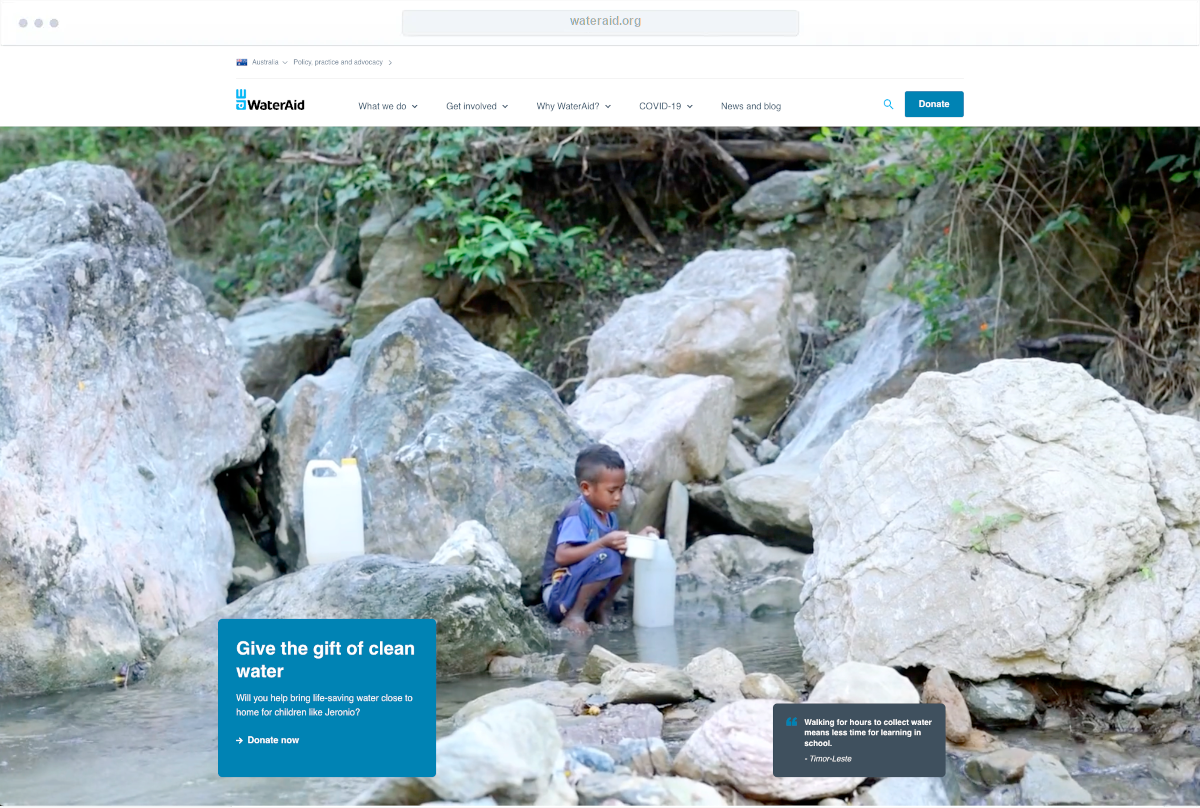 wateraid.org
Australia Policy, practice and advocacy
WaterAid What we do Get involved Why WaterAid? COVID-19 News and blog Donate
Give the gift of clean
water
Will you help bring life-saving water close to
home for children like Jeronio?
→ Donate now
❝ Walking for hours to collect water
means less time for learning in
school.
- Timor-Leste